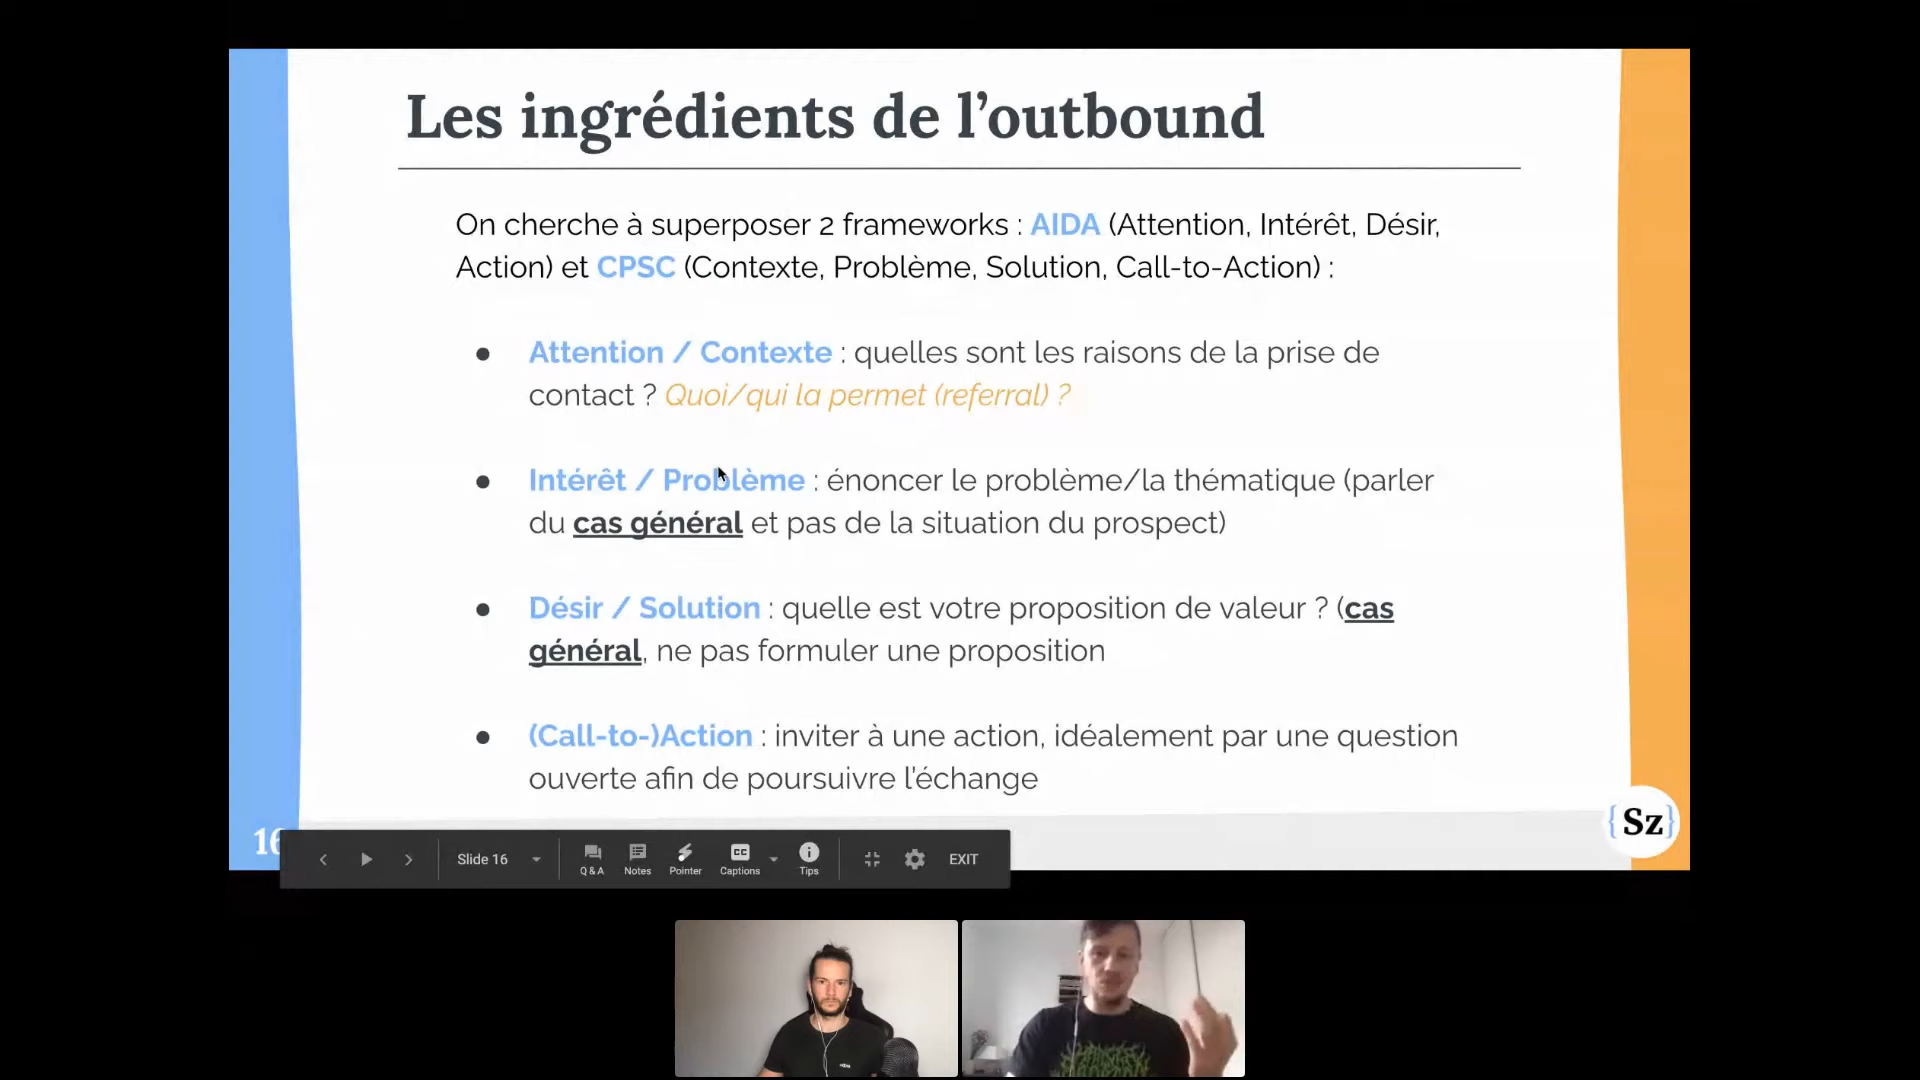 Les ingrédients de l'outbound
On cherche à superposer 2 frameworks : AIDA (Attention, Intérêt, Désir,
Action) et CPSC (Contexte, Problème, Solution, Call-to-Action) :
● Attention / Contexte : quelles sont les raisons de la prise de
contact ? Quoi/qui la permet (referral) ?
● Intérêt / Problème : énoncer le problème/la thématique (parler
du cas général et pas de la situation du prospect)
● Désir / Solution : quelle est votre proposition de valeur ? (cas
général, ne pas formuler une proposition
● (Call-to-)Action : inviter à une action, idéalement par une question
ouverte afin de poursuivre l'échange
{Sz}
16
Slide 16 Q&A Notes Pointer CC Captions Tips EXIT